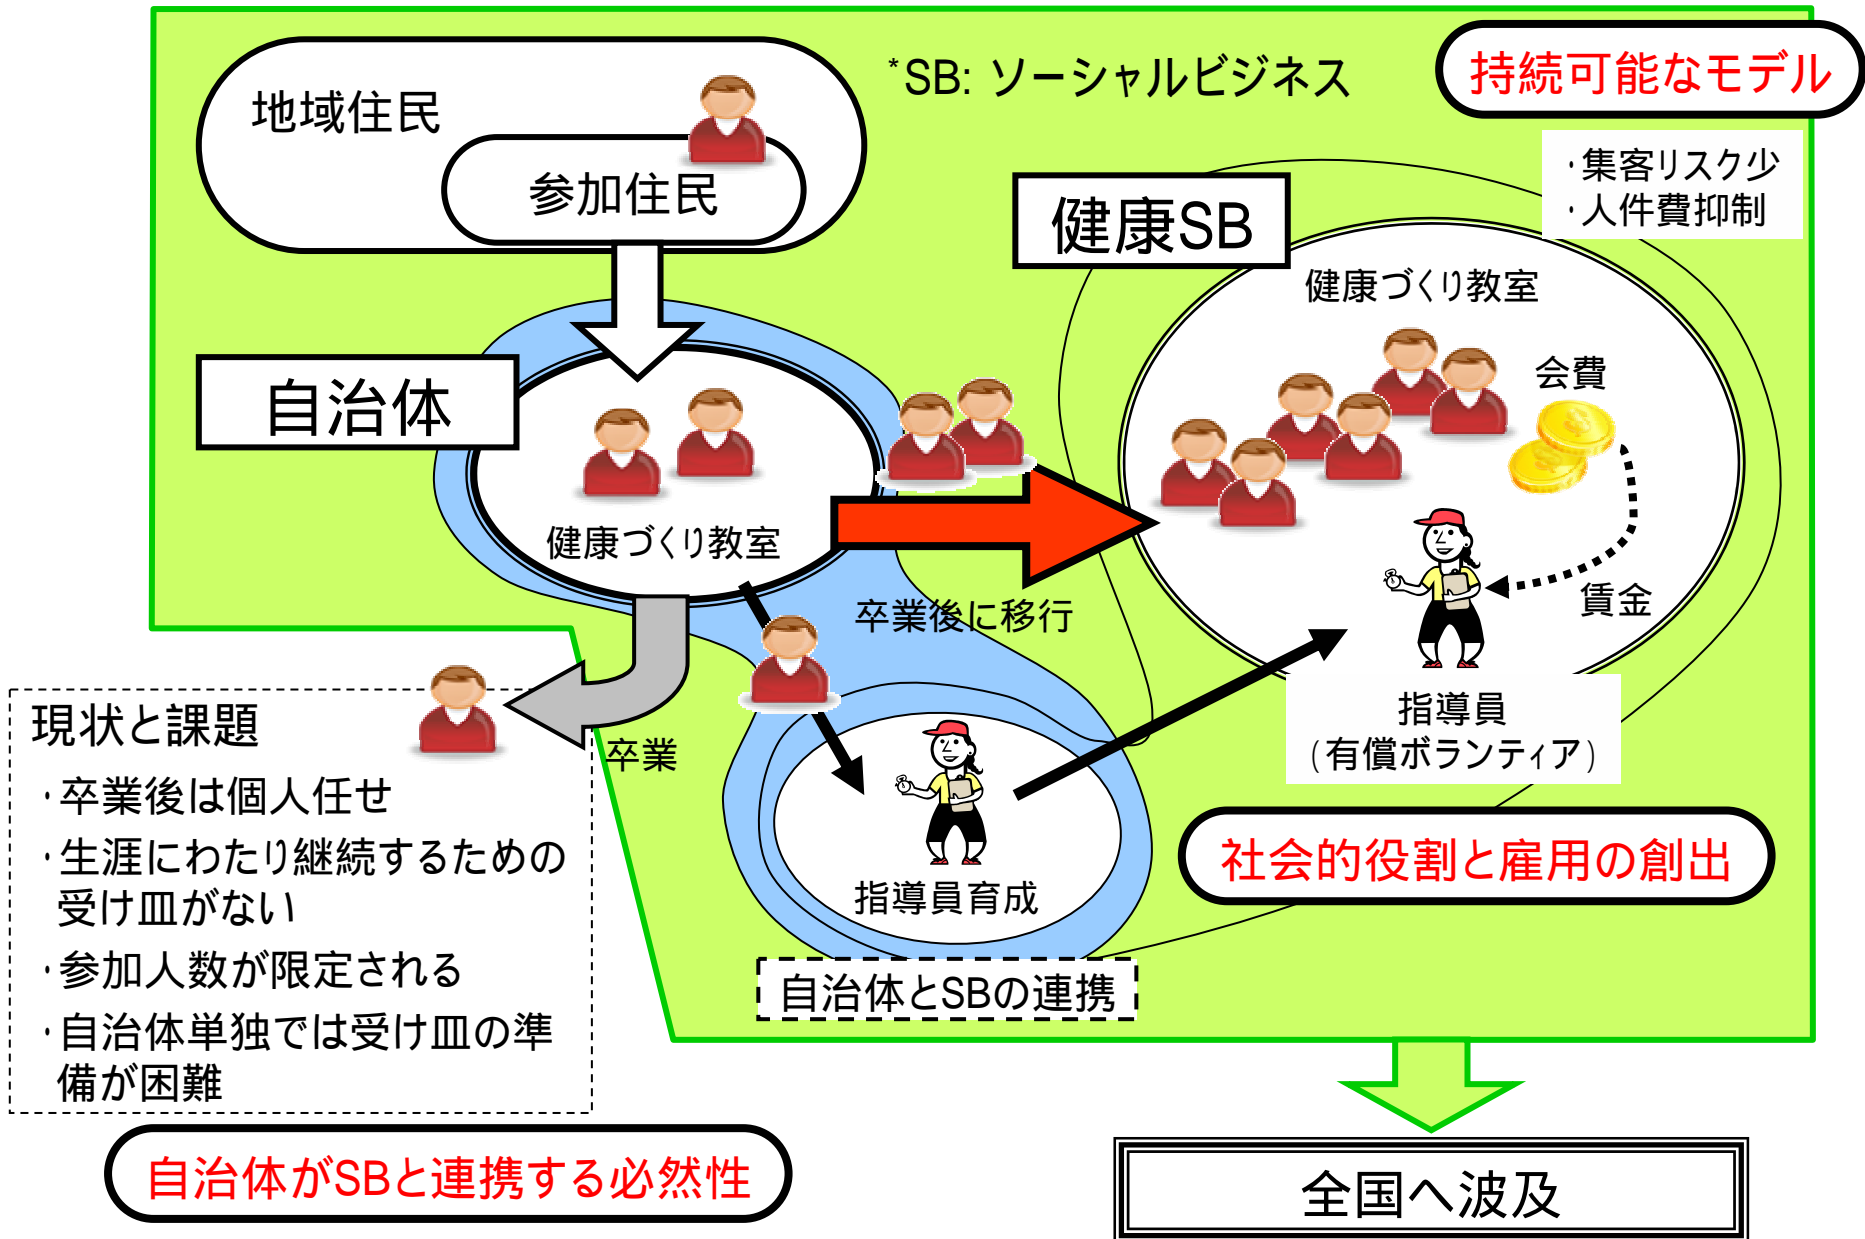 *SB: ソーシャルビジネス
持続可能なモデル
地域住民
参加住民
・集客リスク少
・人件費抑制
健康SB
健康づくり教室
会費
自治体
健康づくり教室
賃金
卒業後に移行
指導員
(有償ボランティア)
現状と課題
卒業
・卒業後は個人任せ
・生涯にわたり継続するための
受け皿がない
・参加人数が限定される
・自治体単独では受け皿の準
備が困難
社会的役割と雇用の創出
指導員育成
自治体とSBの連携
自治体がSBと連携する必然性
全国へ波及